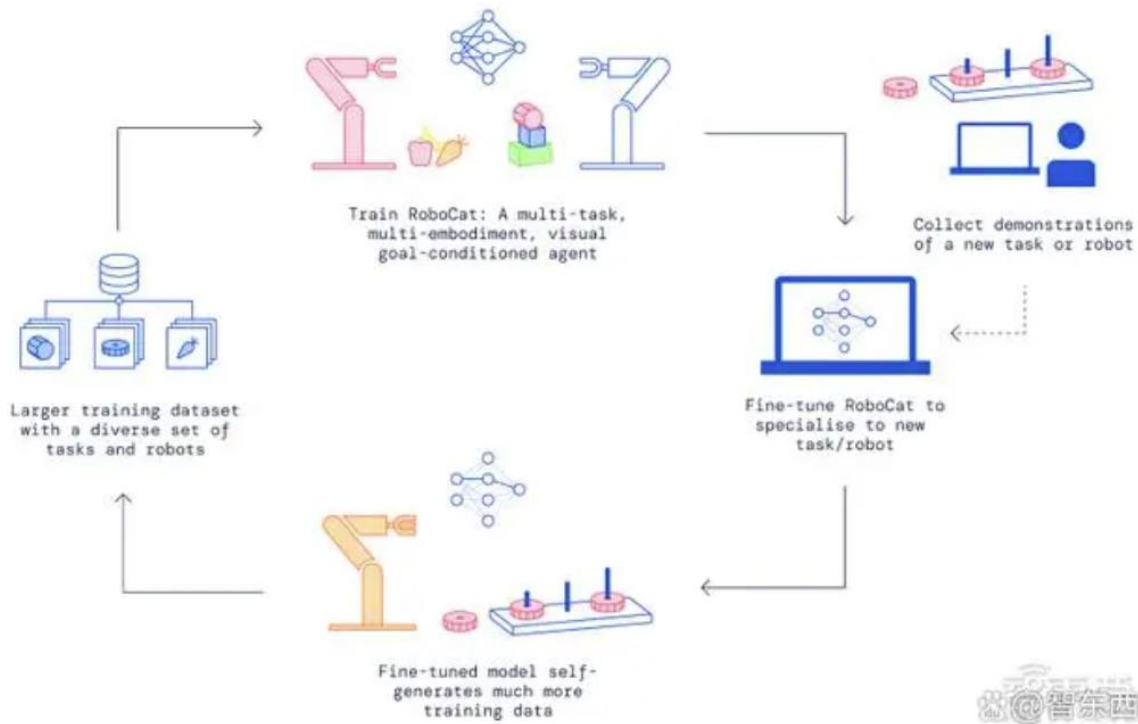 Train RoboCat: A multi-task,
multi-embodiment, visual
goal-conditioned agent
Collect demonstrations
of a new task or robot
Fine-tune RoboCat to
specialise to new
task/robot
Fine-tuned model self-
generates much more
training data
Larger training dataset
with a diverse set of
tasks and robots
@智东西